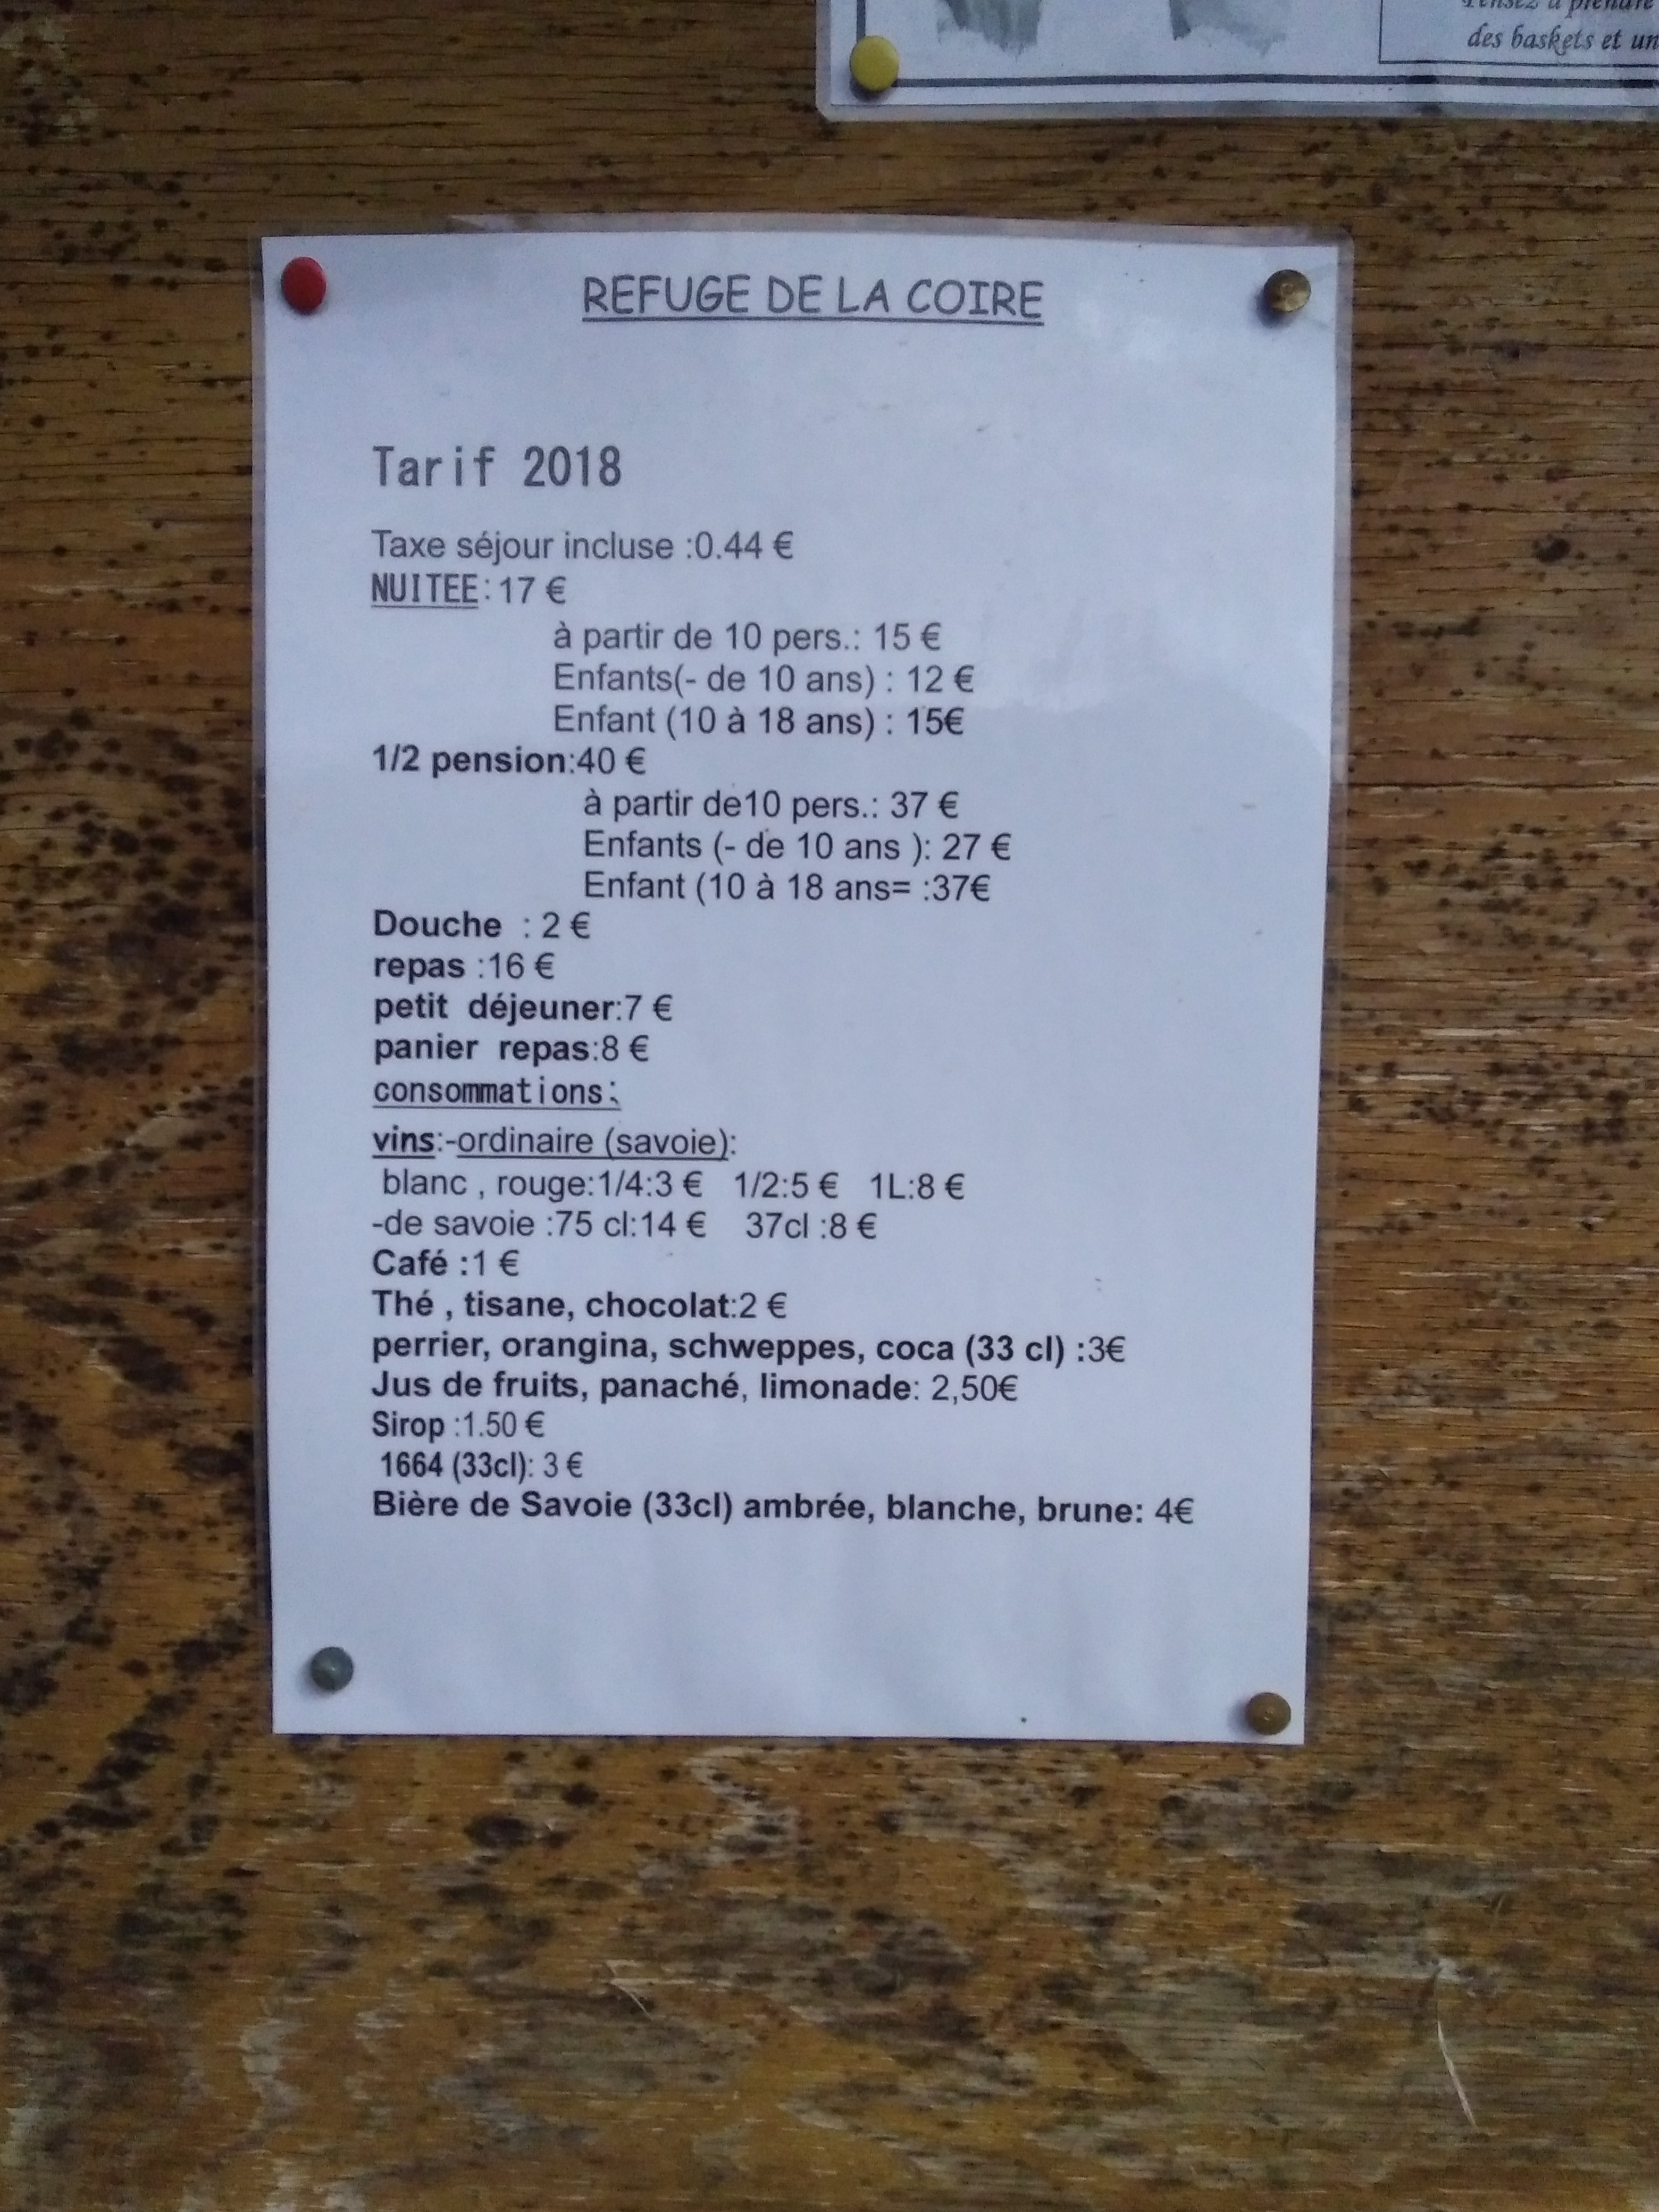 des baskets et un
REFUGE DE LA COIRE
Tarif 2018
Taxe séjour incluse :0.44 €
NUITEE: 17 €
à partir de 10 pers.: 15 €
Enfants(- de 10 ans) : 12 €
Enfant (10 à 18 ans) : 15€
1/2 pension:40 €
à partir de10 pers.: 37 €
Enfants (- de 10 ans ): 27 €
Enfant (10 à 18 ans= :37€
Douche : 2 €
repas :16 €
petit déjeuner:7 €
panier repas:8 €
consommations:
vins:-ordinaire (savoie):
blanc , rouge:1/4:3 € 1/2:5 € 1L:8 €
-de savoie :75 cl:14 € 37cl :8 €
Café :1 €
Thé , tisane, chocolat:2 €
perrier, orangina, schweppes, coca (33 cl) :3€
Jus de fruits, panaché, limonade: 2,50€
Sirop :1.50 €
1664 (33cl): 3 €
Bière de Savoie (33cl) ambrée, blanche, brune: 4€